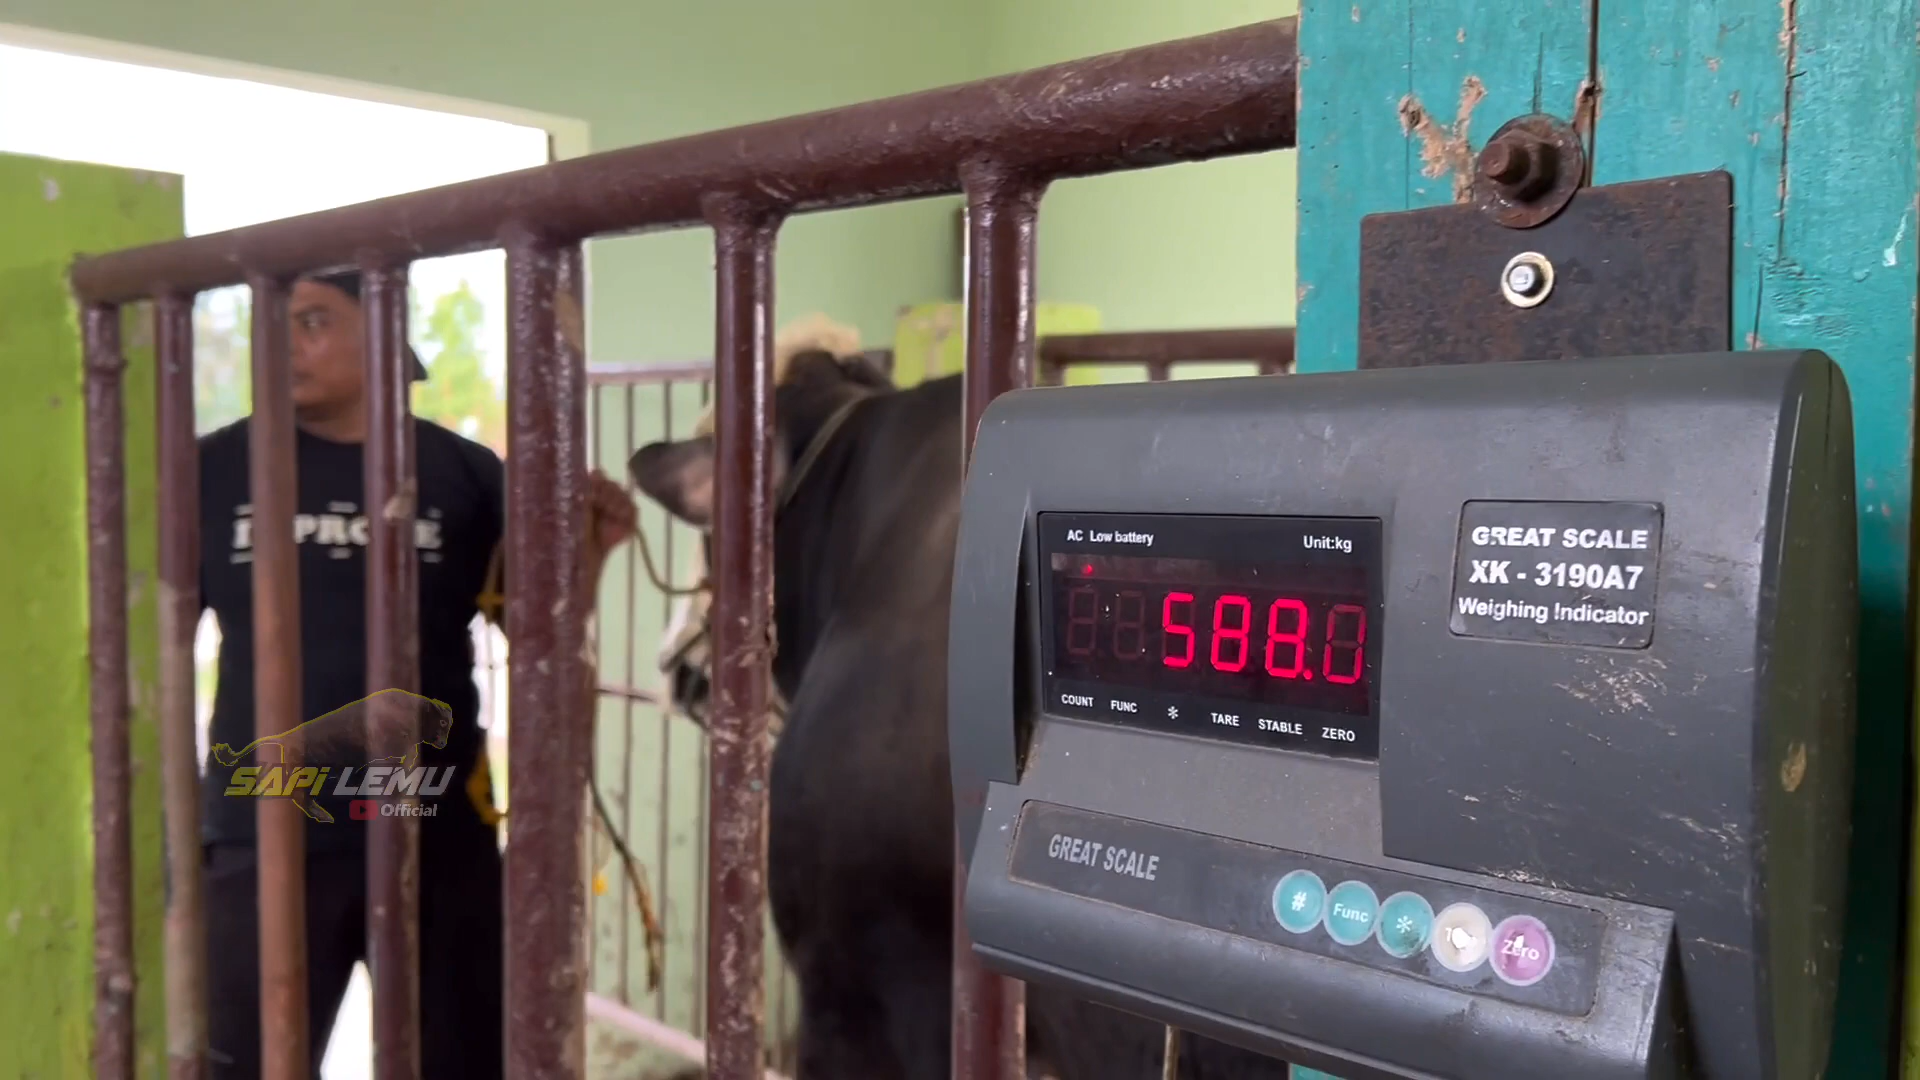 AC Low battery
Unit:kg
588.0
COUNT FUNC * TARE STABLE ZERO
GREAT SCALE
XK - 3190A7
Weighing Indicator
GREAT SCALE
# Func * Zero
SAPi LEMU
Official